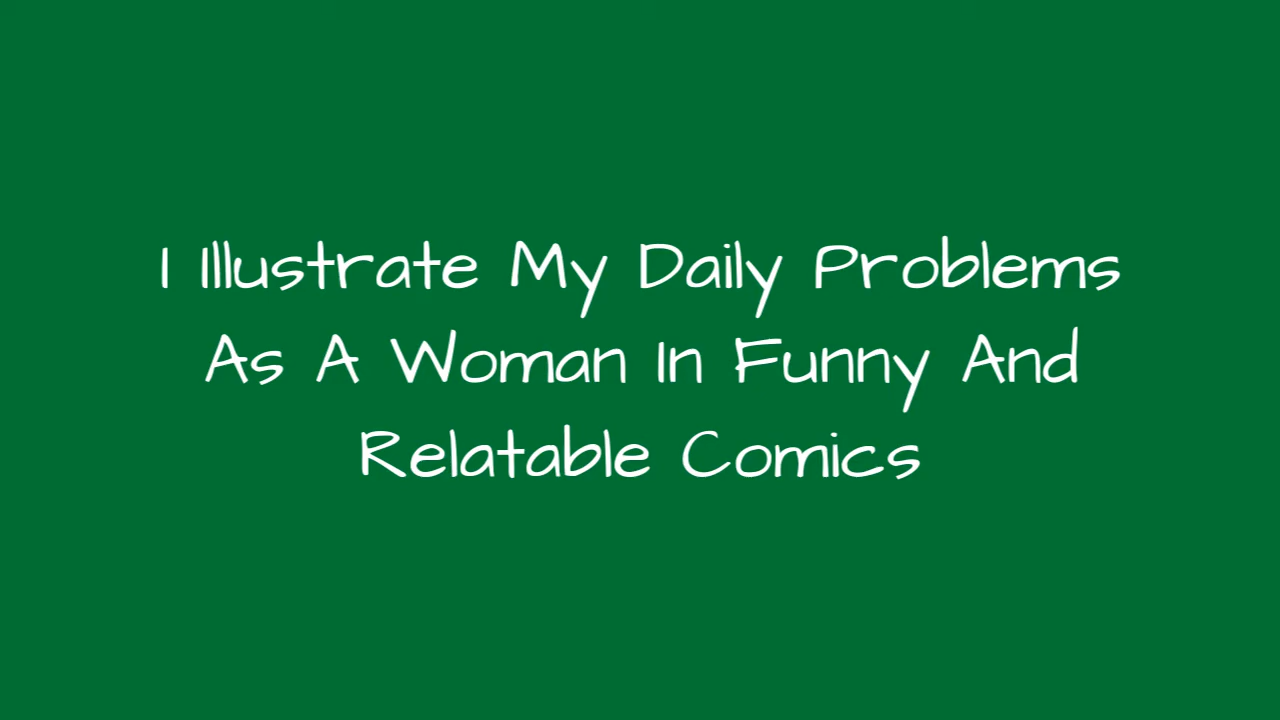 I Illustrate My Daily Problems
As A Woman In Funny And
Relatable Comics